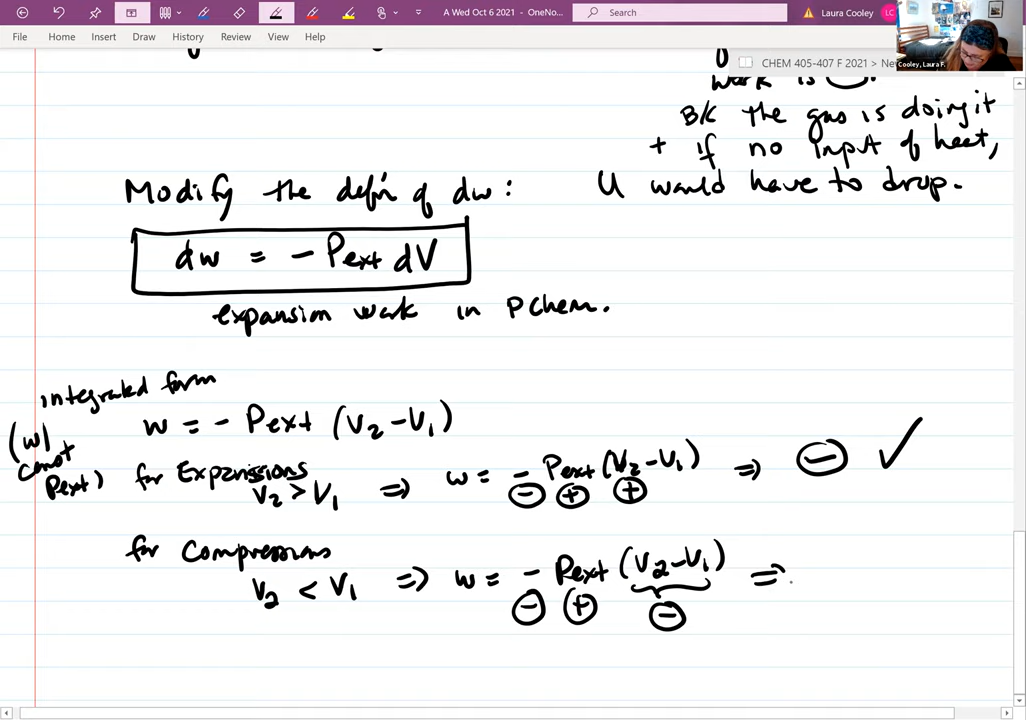 A Wed Oct 6 2021 - OneNo...
Search
Laura Cooley
LC
File Home Insert Draw History Review View Help
CHEM 405-407 F 2021 > Ne
Cooley, Laura F.
work is
B/c the gas is doing it
+ if no input of heat,
U would have to drop.
Modify the def'n of dw:
dw = - Pext dV
expansion work in PChem.
integrated form
(w/ const Pext)
w = - Pext (V2 - V1)
for Expansions
V2 > V1 => w = - Pext (V2 - V1) => - ✓
- + +
for Compressions
V2 < V1 => w = - Pext (V2 - V1) =>
- + -